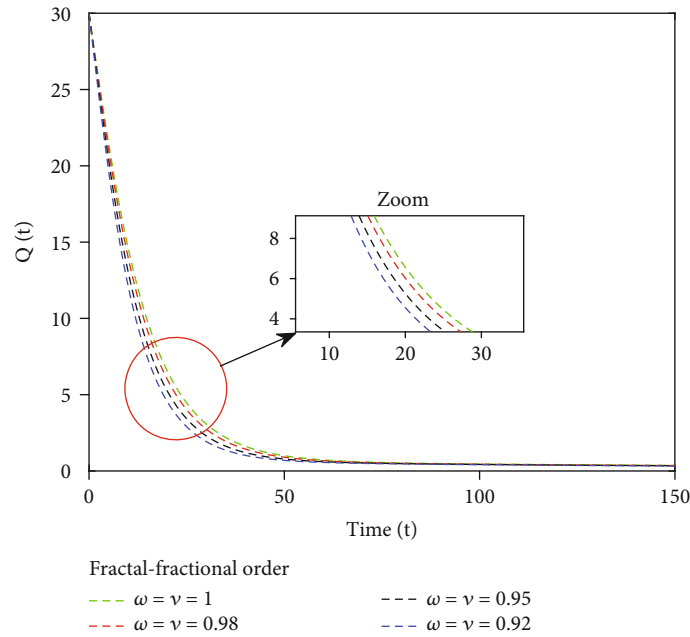 30
25
20
15
10
5
0
Q (t)
Zoom
8
6
4
10 20 30
0 50 100 150
Time (t)
Fractal-fractional order
ω = ν = 1
ω = ν = 0.95
ω = ν = 0.98
ω = ν = 0.92